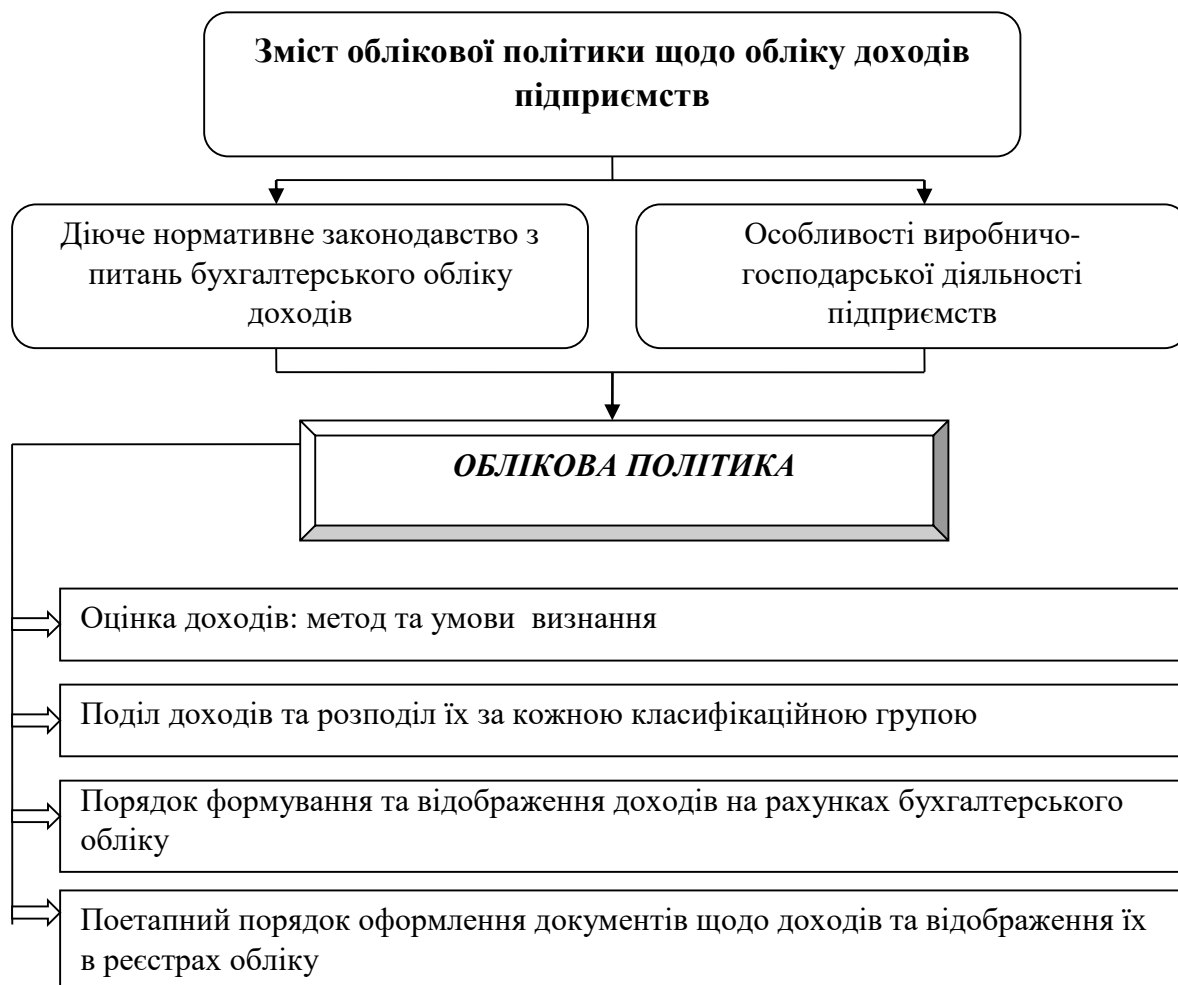 Зміст облікової політики щодо обліку доходів
підприємств
Діюче нормативне законодавство з
питань бухгалтерського обліку
доходів
Особливості виробничо-
господарської діяльності
підприємств
ОБЛІКОВА ПОЛІТИКА
Оцінка доходів: метод та умови  визнання
Поділ доходів та розподіл їх за кожною класифікаційною групою
Порядок формування та відображення доходів на рахунках бухгалтерського
обліку
Поетапний порядок оформлення документів щодо доходів та відображення їх
в реєстрах обліку